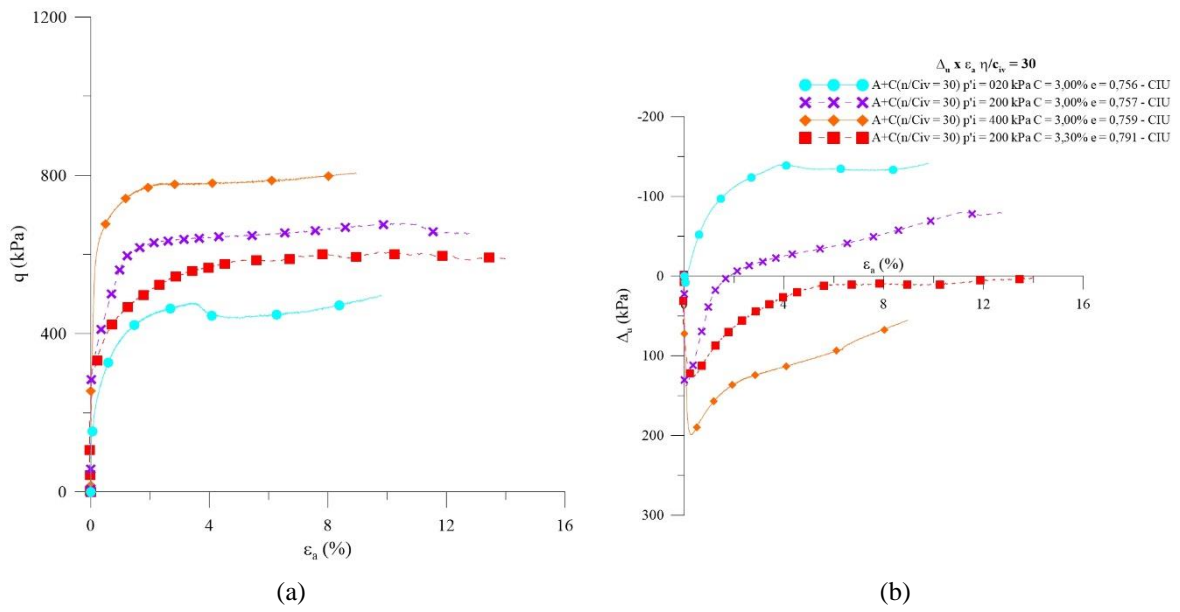 1200
800
400
0
q (kPa)
0
4
8
12
16
εa (%)
(a)
Δu x εa η/civ = 30
A+C(n/Civ = 30) p'i = 020 kPa C = 3,00% e = 0,756 - CIU
A+C(n/Civ = 30) p'i = 200 kPa C = 3,00% e = 0,757 - CIU
A+C(n/Civ = 30) p'i = 400 kPa C = 3,00% e = 0,759 - CIU
A+C(n/Civ = 30) p'i = 200 kPa C = 3,30% e = 0,791 - CIU
-200
-100
0
100
200
300
Δu (kPa)
εa (%)
0
4
8
12
16
(b)